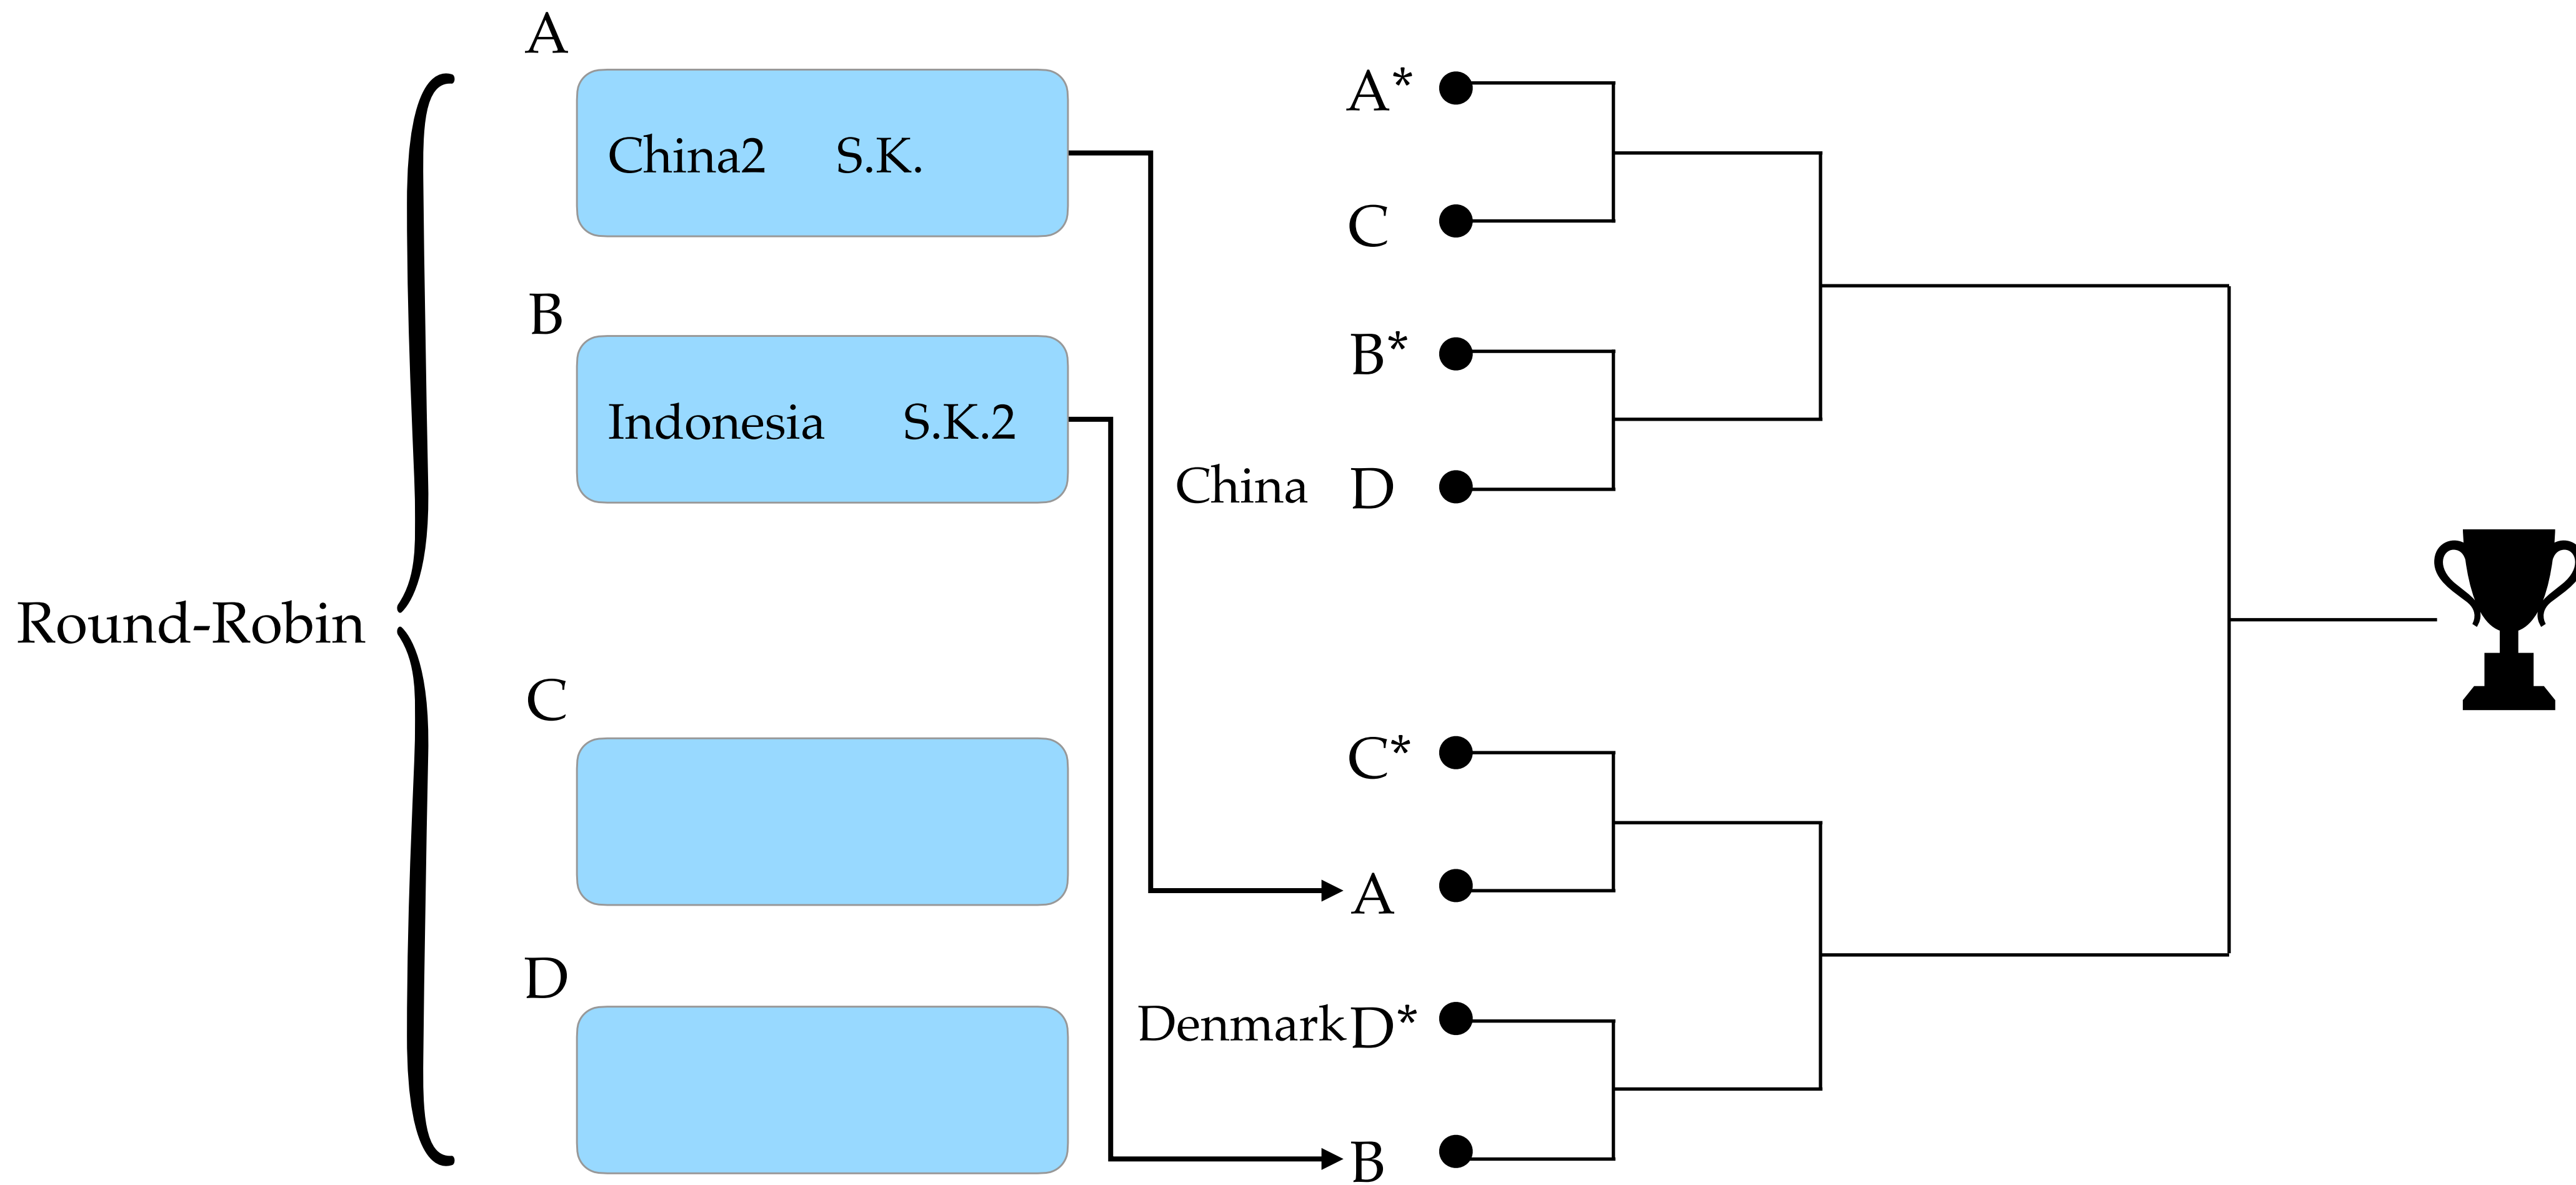 A
China2 S.K.
B
Indonesia S.K.2
Round-Robin
C
D
A*
C
B*
China D
C*
A
Denmark D*
B